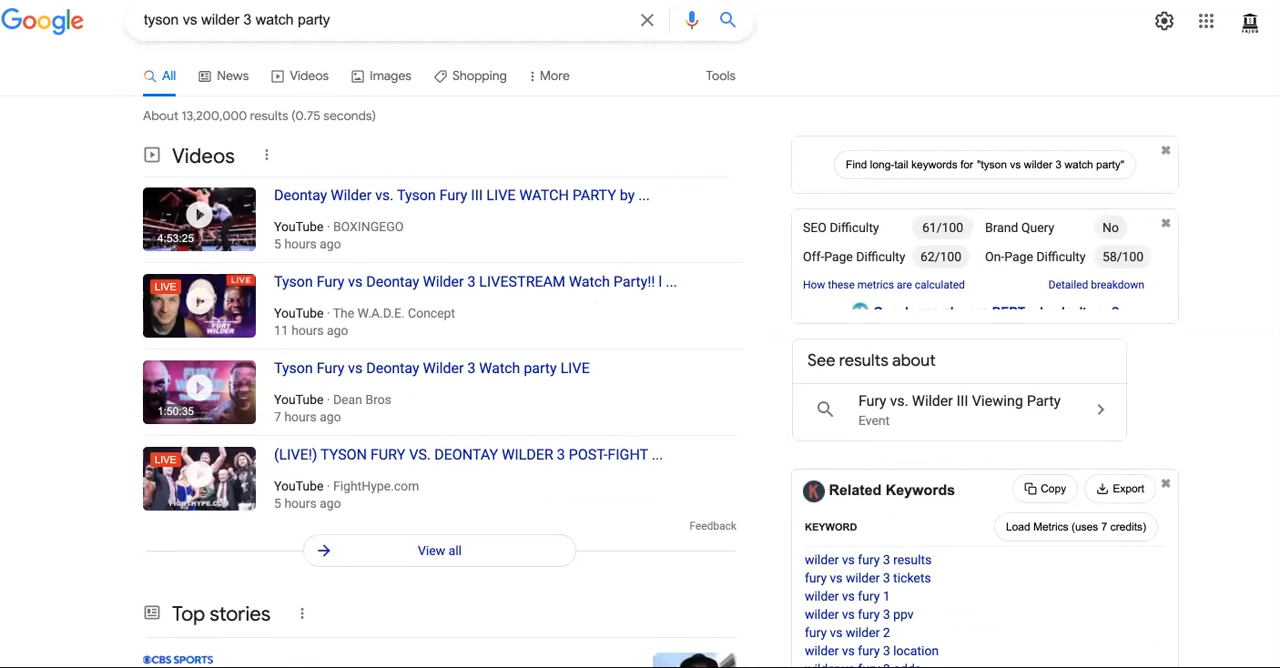 Google
tyson vs wilder 3 watch party
FAJOB
All
News
Videos
Images
Shopping
More
Tools
About 13,200,000 results (0.75 seconds)
Videos
4:53:25
Deontay Wilder vs. Tyson Fury III LIVE WATCH PARTY by ...
YouTube · BOXINGEGO
5 hours ago
LIVE
LIVE
FURY
WILDER
Tyson Fury vs Deontay Wilder 3 LIVESTREAM Watch Party!! l ...
YouTube · The W.A.D.E. Concept
11 hours ago
1:50:35
Tyson Fury vs Deontay Wilder 3 Watch party LIVE
YouTube · Dean Bros
7 hours ago
LIVE
FIGHTHYPE.COM
(LIVE!) TYSON FURY VS. DEONTAY WILDER 3 POST-FIGHT ...
YouTube · FightHype.com
5 hours ago
Feedback
View all
Top stories
CBS SPORTS
Find long-tail keywords for "tyson vs wilder 3 watch party"
SEO Difficulty 61/100 Brand Query No
Off-Page Difficulty 62/100 On-Page Difficulty 58/100
How these metrics are calculated Detailed breakdown
See results about
Fury vs. Wilder III Viewing Party
Event
K
Related Keywords
Copy
Export
KEYWORD
Load Metrics (uses 7 credits)
wilder vs fury 3 results
fury vs wilder 3 tickets
wilder vs fury 1
wilder vs fury 3 ppv
fury vs wilder 2
wilder vs fury 3 location